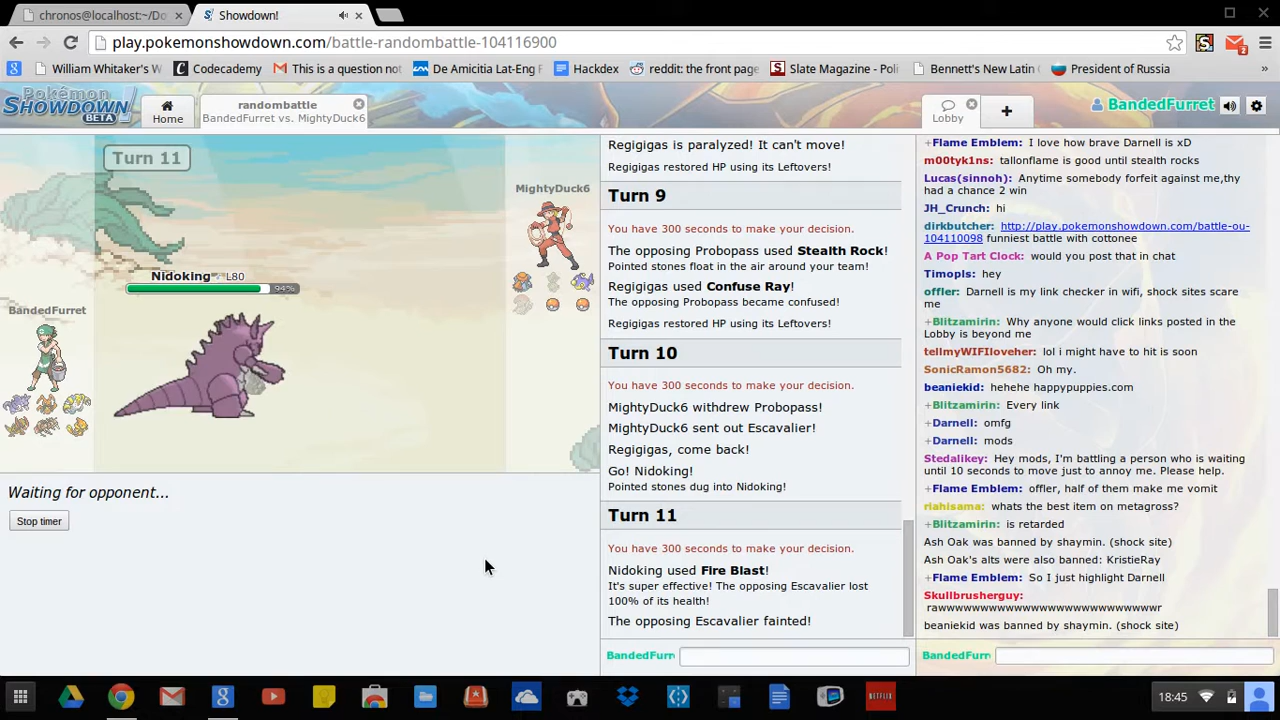 chronos@localhost:~/Do
Showdown!
play.pokemonshowdown.com/battle-randombattle-104116900
William Whitaker's W
Codecademy
This is a question not
De Amicitia Lat-Eng F
Hackdex
reddit: the front page
Slate Magazine - Poli
Bennett's New Latin
President of Russia
Pokémon
SHOWDOWN!
BETA
Home
randombattle
BandedFurret vs. MightyDuck6
Lobby
BandedFurret
Turn 11
MightyDuck6
Nidoking L80
94%
BandedFurret
Waiting for opponent...
Stop timer
Regigigas is paralyzed! It can't move!
Regigigas restored HP using its Leftovers!
Turn 9
You have 300 seconds to make your decision.
The opposing Probopass used Stealth Rock!
Pointed stones float in the air around your team!
Regigigas used Confuse Ray!
The opposing Probopass became confused!
Regigigas restored HP using its Leftovers!
Turn 10
You have 300 seconds to make your decision.
MightyDuck6 withdrew Probopass!
MightyDuck6 sent out Escavalier!
Regigigas, come back!
Go! Nidoking!
Pointed stones dug into Nidoking!
Turn 11
You have 300 seconds to make your decision.
Nidoking used Fire Blast!
It's super effective! The opposing Escavalier lost
100% of its health!
The opposing Escavalier fainted!
BandedFurr
+Flame Emblem: I love how brave Darnell is xD
m00tyk1ns: tallonflame is good until stealth rocks
Lucas(sinnoh): Anytime somebody forfeit against me,thy
had a chance 2 win
JH_Crunch: hi
dirkbutcher: http://play.pokemonshowdown.com/battle-ou-
104110098 funniest battle with cottonee
A Pop Tart Clock: would you post that in chat
Timopls: hey
offler: Darnell is my link checker in wifi, shock sites scare
me
+Blitzamirin: Why anyone would click links posted in the
Lobby is beyond me
tellmyWIFIloveher: lol i might have to hit is soon
SonicRamon5682: Oh my.
beaniekid: hehehe happypuppies.com
+Blitzamirin: Every link
+Darnell: omfg
+Darnell: mods
Stedalikey: Hey mods, I'm battling a person who is waiting
until 10 seconds to move just to annoy me. Please help.
+Flame Emblem: offler, half of them make me vomit
riahisama: whats the best item on metagross?
+Blitzamirin: is retarded
Ash Oak was banned by shaymin. (shock site)
Ash Oak's alts were also banned: KristieRay
+Flame Emblem: So I just highlight Darnell
Skullbrusherguy:
rawwwwwwwwwwwwwwwwwwwwwwwwwwwwr
beaniekid was banned by shaymin. (shock site)
BandedFurr
NETFLIX
18:45